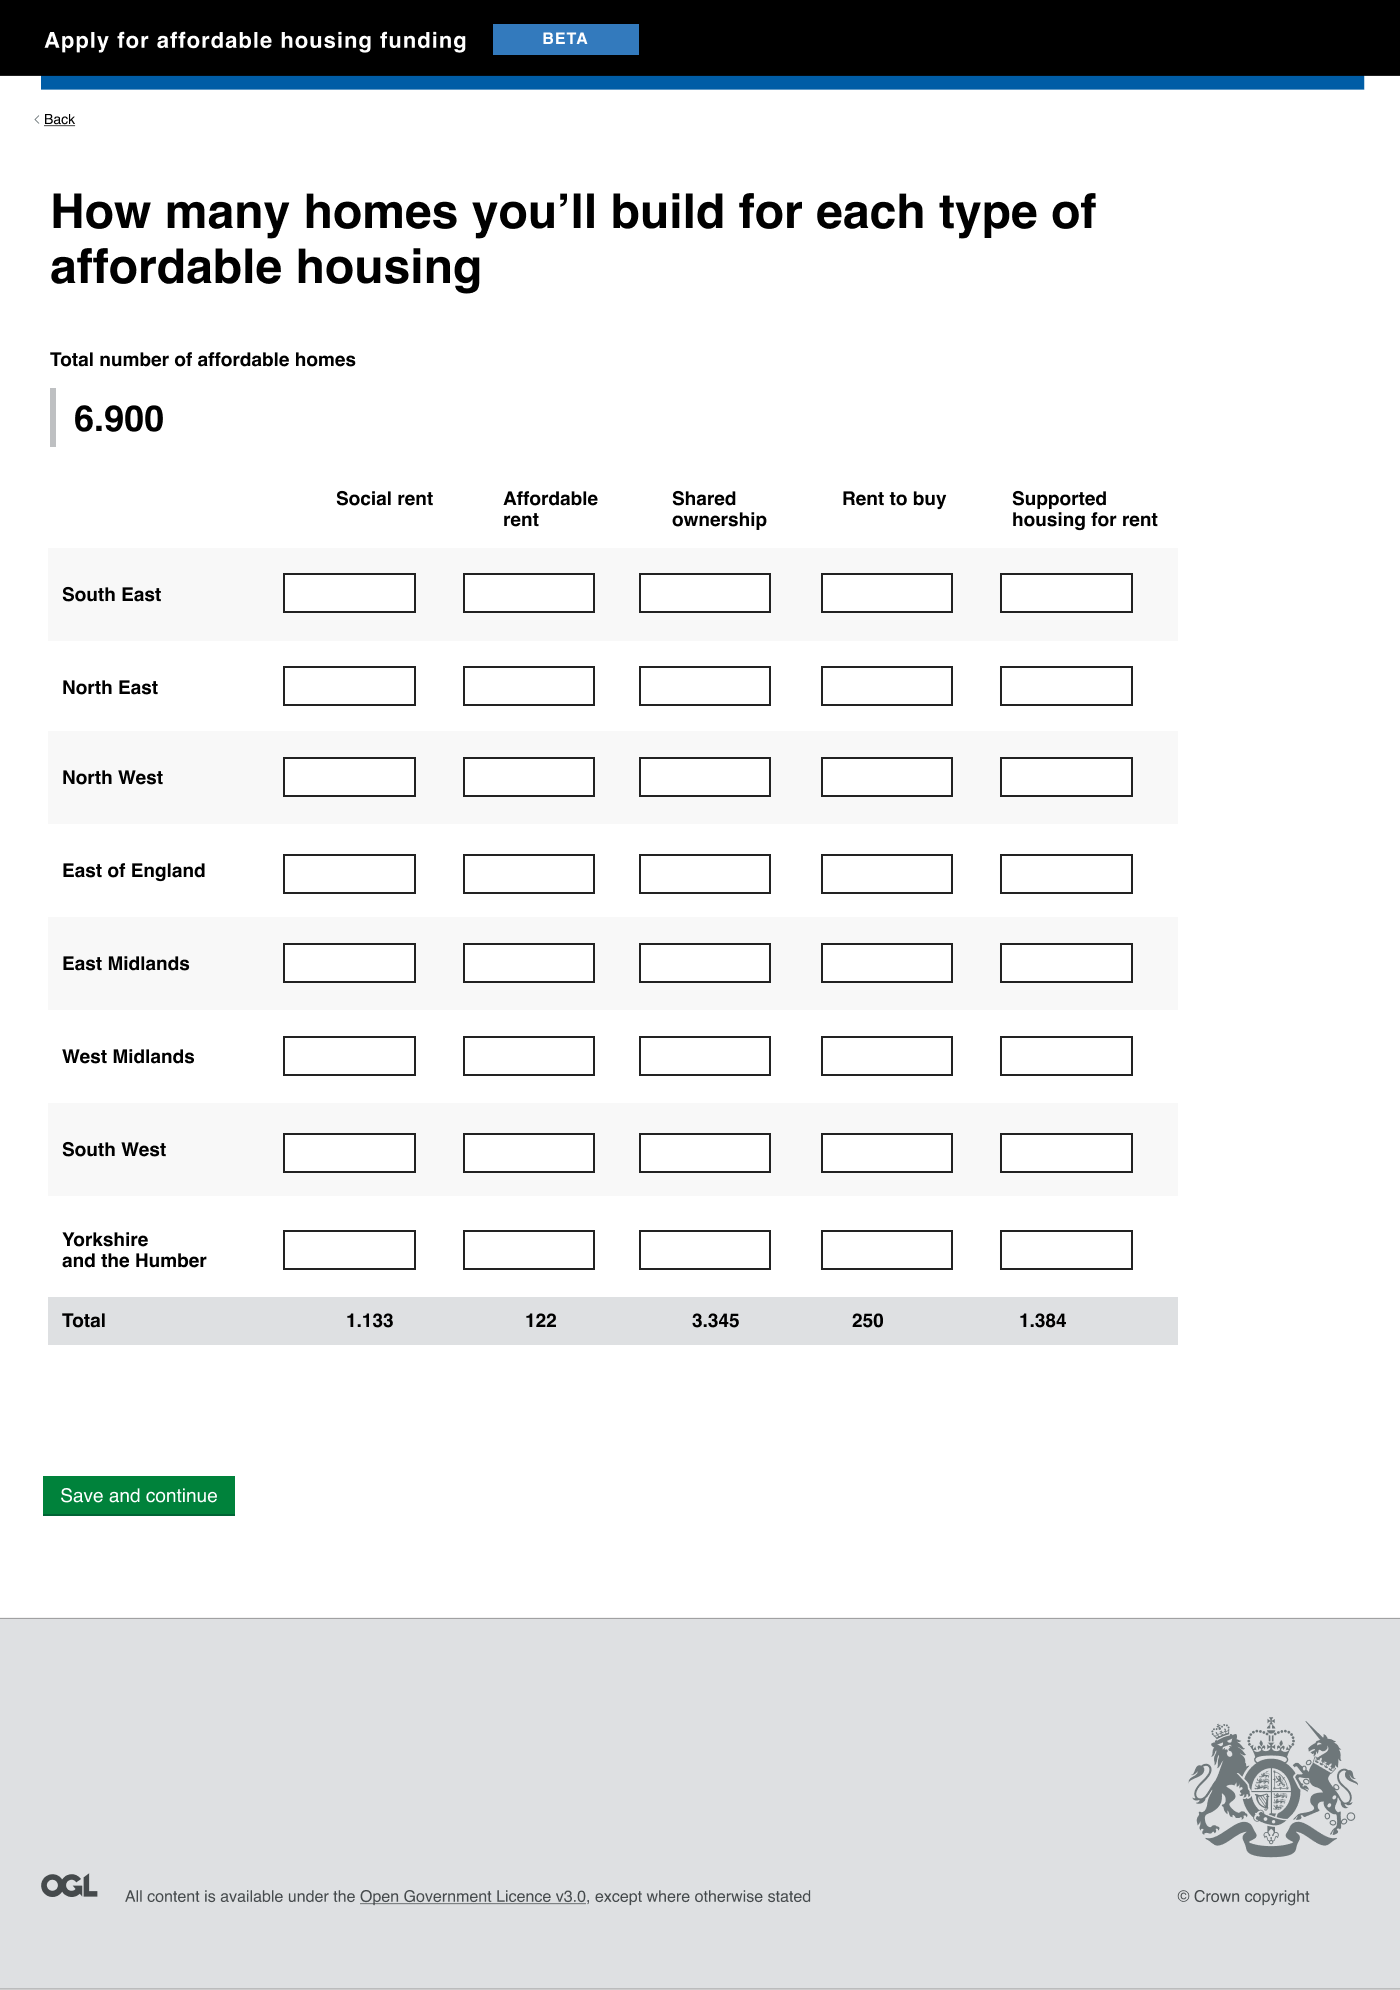 Apply for affordable housing funding BETA
Back
How many homes you’ll build for each type of
affordable housing
Total number of affordable homes
6.900
Social rent Affordable rent Shared ownership Rent to buy Supported housing for rent
South East
North East
North West
East of England
East Midlands
West Midlands
South West
Yorkshire
and the Humber
Total 1.133 122 3.345 250 1.384
Save and continue
OGL All content is available under the Open Government Licence v3.0, except where otherwise stated © Crown copyright